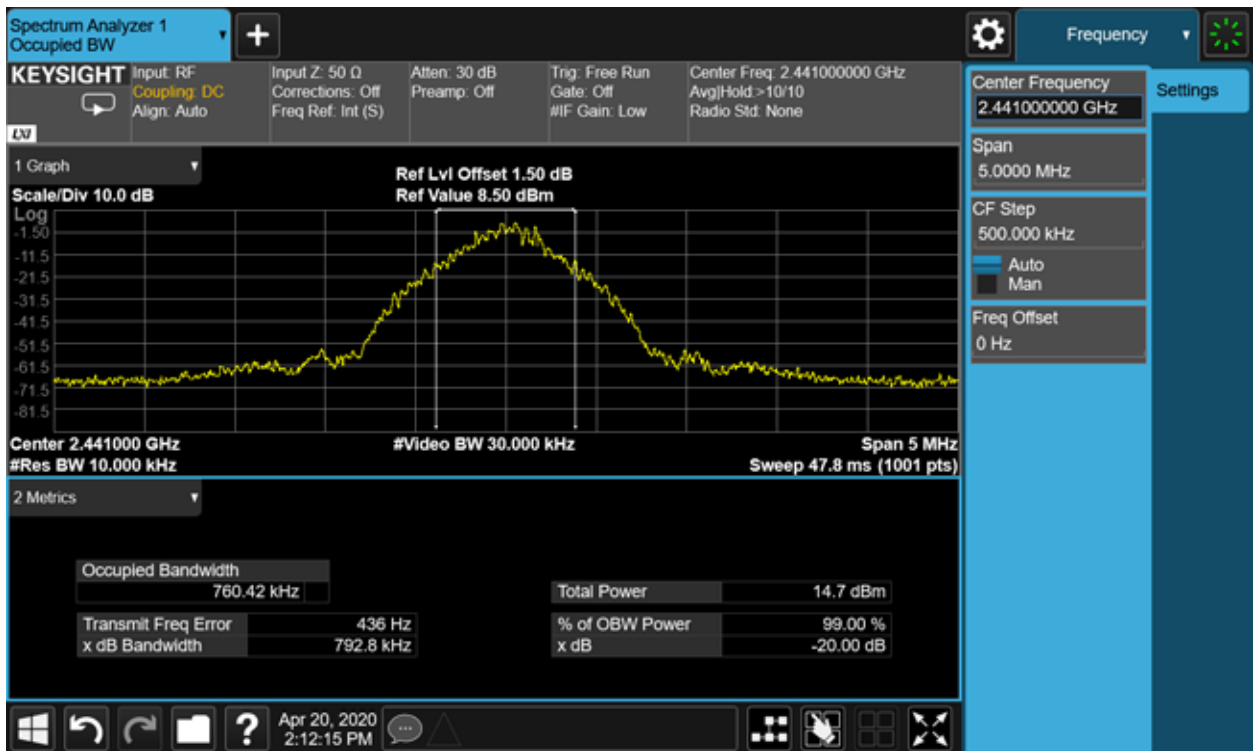 Spectrum Analyzer 1
Occupied BW
+
Frequency
KEYSIGHT
Input: RF
Coupling: DC
Align: Auto
LXI
Input Z: 50 Ω
Corrections: Off
Freq Ref: Int (S)
Atten: 30 dB
Preamp: Off
Trig: Free Run
Gate: Off
#IF Gain: Low
Center Freq: 2.441000000 GHz
Avg|Hold:>10/10
Radio Std: None
Center Frequency
2.441000000 GHz
Settings
Span
5.0000 MHz
CF Step
500.000 kHz
Auto
Man
Freq Offset
0 Hz
1 Graph
Scale/Div 10.0 dB
Ref Lvl Offset 1.50 dB
Ref Value 8.50 dBm
Log
-1.50
-11.5
-21.5
-31.5
-41.5
-51.5
-61.5
-71.5
-81.5
Center 2.441000 GHz
#Video BW 30.000 kHz
Span 5 MHz
#Res BW 10.000 kHz
Sweep 47.8 ms (1001 pts)
2 Metrics
Occupied Bandwidth
760.42 kHz
Total Power 14.7 dBm
Transmit Freq Error 436 Hz
% of OBW Power 99.00 %
x dB Bandwidth 792.8 kHz
x dB -20.00 dB
?
Apr 20, 2020
2:12:15 PM